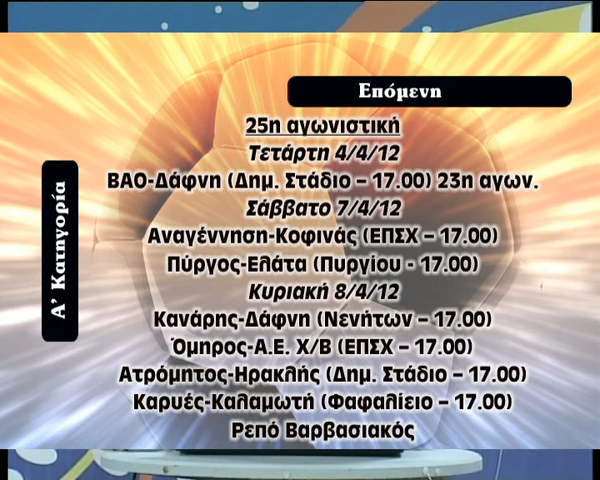 Επόμενη
25η αγωνιστική
Τετάρτη 4/4/12
ΒΑΟ-Δάφνη (Δημ. Στάδιο – 17.00) 23η αγων.
Σάββατο 7/4/12
Αναγέννηση-Κοφινάς (ΕΠΣΧ – 17.00)
Πύργος-Ελάτα (Πυργίου - 17.00)
Κυριακή 8/4/12
Κανάρης-Δάφνη (Νενήτων – 17.00)
Όμηρος-Α.Ε. Χ/Β (ΕΠΣΧ – 17.00)
Ατρόμητος-Ηρακλής (Δημ. Στάδιο – 17.00)
Καρυές-Καλαμωτή (Φαφαλίειο – 17.00)
Ρεπό Βαρβασιακός
Α’ Κατηγορία